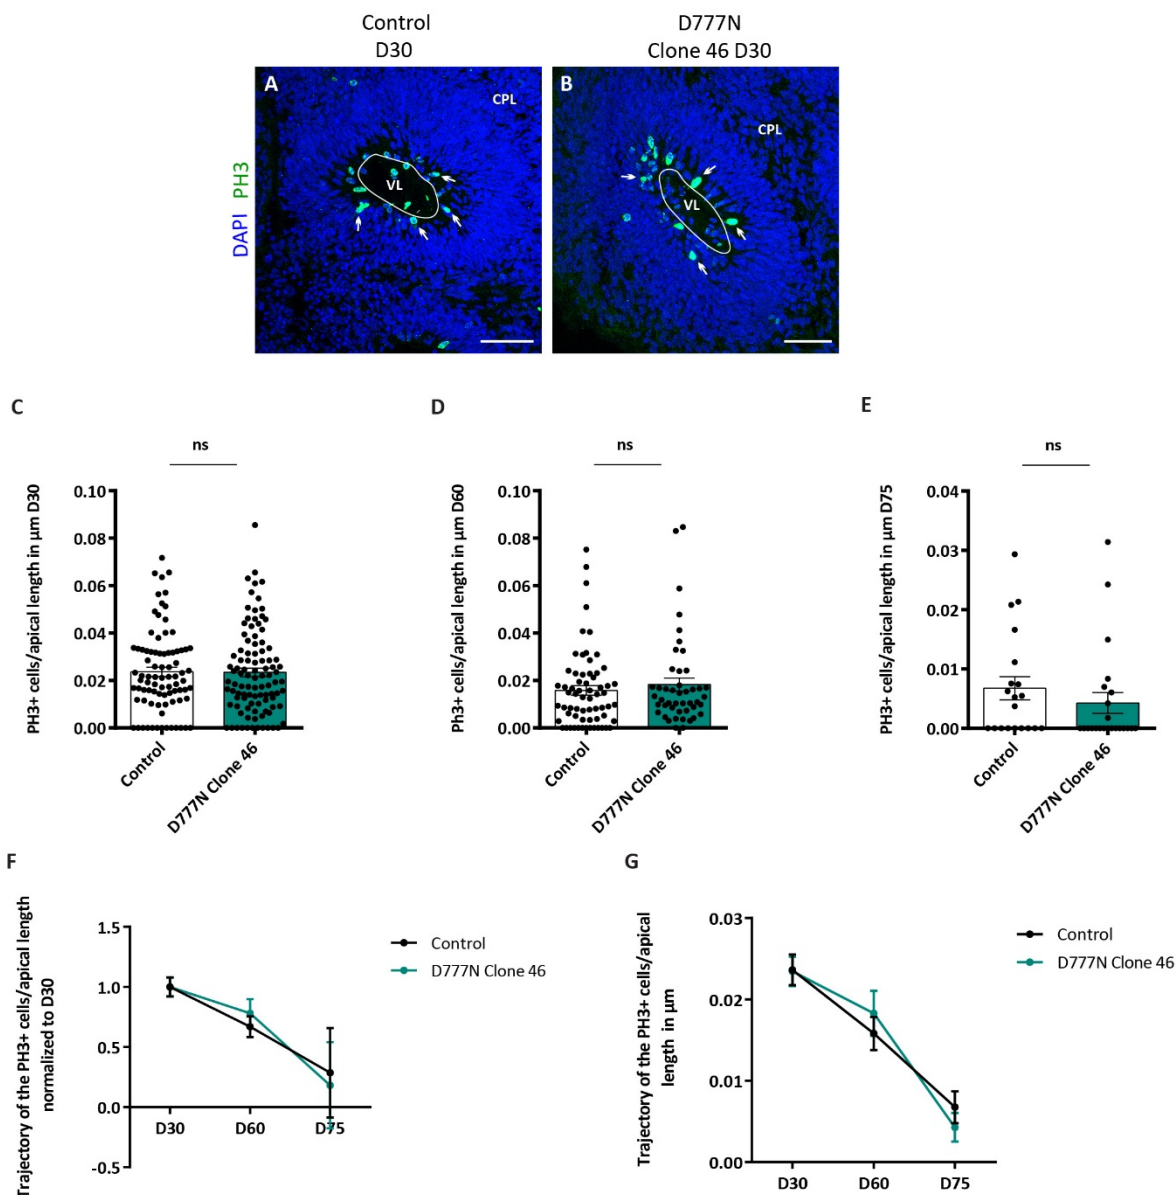 Control
D30
D777N
Clone 46 D30
DAPI PH3
A
CPL
VL
B
CPL
VL
C
ns
PH3+ cells/apical length in µm D30
0.10
0.08
0.06
0.04
0.02
0.00
Control
D777N Clone 46
D
ns
Ph3+ cells/apical length in µm D60
0.10
0.08
0.06
0.04
0.02
0.00
Control
D777N Clone 46
E
ns
PH3+ cells/apical length in µm D75
0.04
0.03
0.02
0.01
0.00
Control
D777N Clone 46
F
Trajectory of the PH3+ cells/apical length
normalized to D30
1.5
1.0
0.5
0.0
-0.5
D30
D60
D75
Control
D777N Clone 46
G
Trajectory of the PH3+ cells/apical
length in µm
0.03
0.02
0.01
0.00
D30
D60
D75
Control
D777N Clone 46